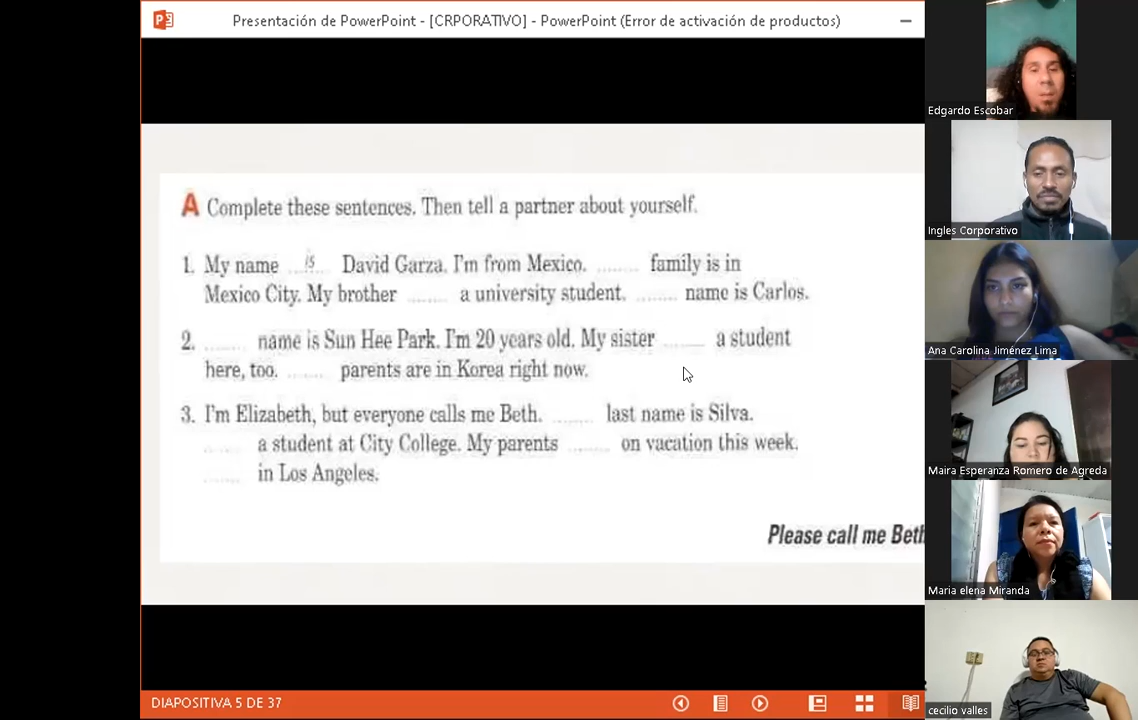 Presentación de PowerPoint - [CRPORATIVO] - PowerPoint (Error de activación de productos)
A Complete these sentences. Then tell a partner about yourself.
1. My name is David Garza. I'm from Mexico. ........ family is in
Mexico City. My brother ........ a university student. ........ name is Carlos.
2. ........ name is Sun Hee Park. I'm 20 years old. My sister ........ a student
here, too. ........ parents are in Korea right now.
3. I'm Elizabeth, but everyone calls me Beth. ........ last name is Silva.
........ a student at City College. My parents ........ on vacation this week.
........ in Los Angeles.
Please call me Beth
DIAPOSITIVA 5 DE 37
Edgardo Escobar
Ingles Corporativo
Ana Carolina Jiménez Lima
Maira Esperanza Romero de Agreda
Maria elena Miranda
cecilio valles